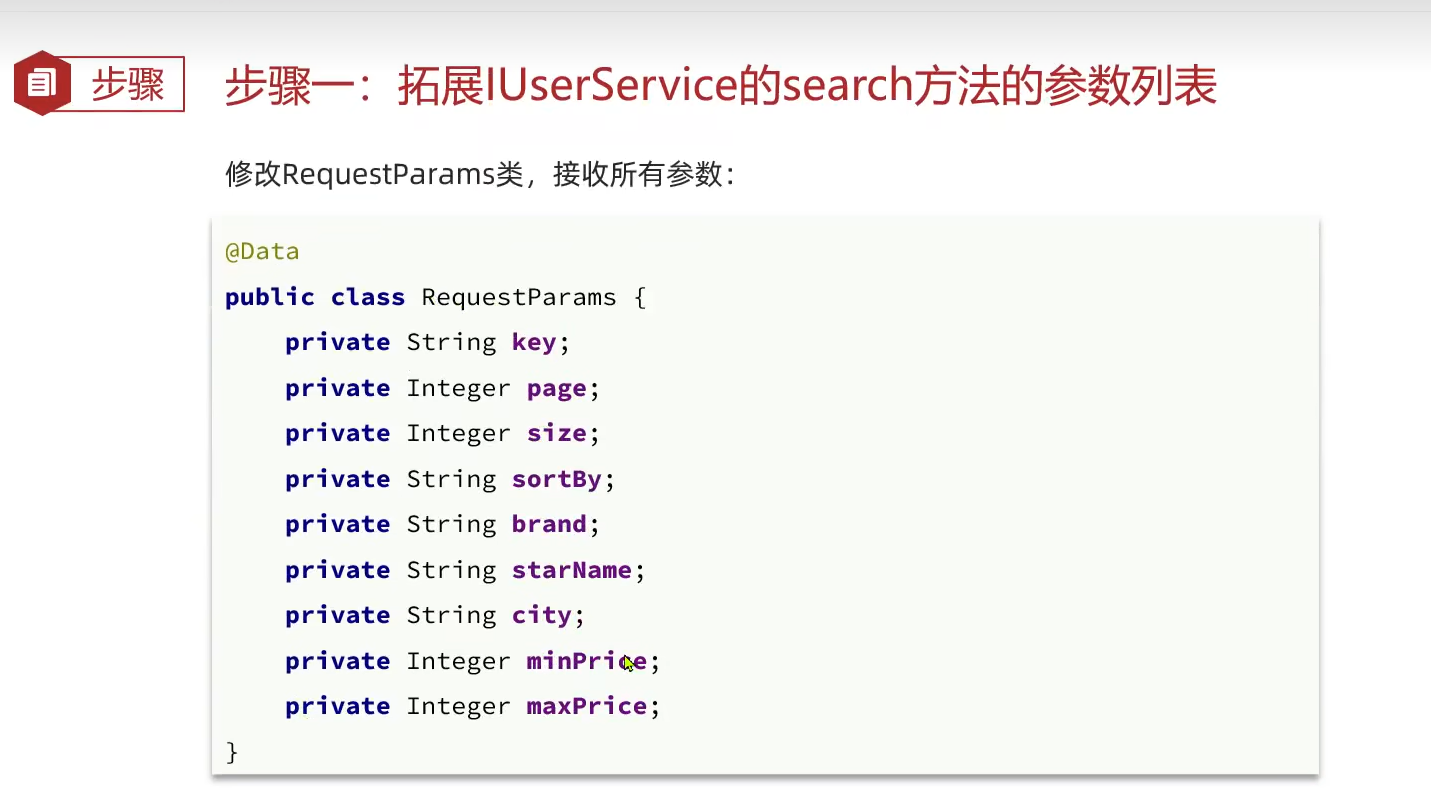 步骤
步骤一：拓展IUserService的search方法的参数列表
修改RequestParams类，接收所有参数：
@Data
public class RequestParams {
    private String key;
    private Integer page;
    private Integer size;
    private String sortBy;
    private String brand;
    private String starName;
    private String city;
    private Integer minPrice;
    private Integer maxPrice;
}